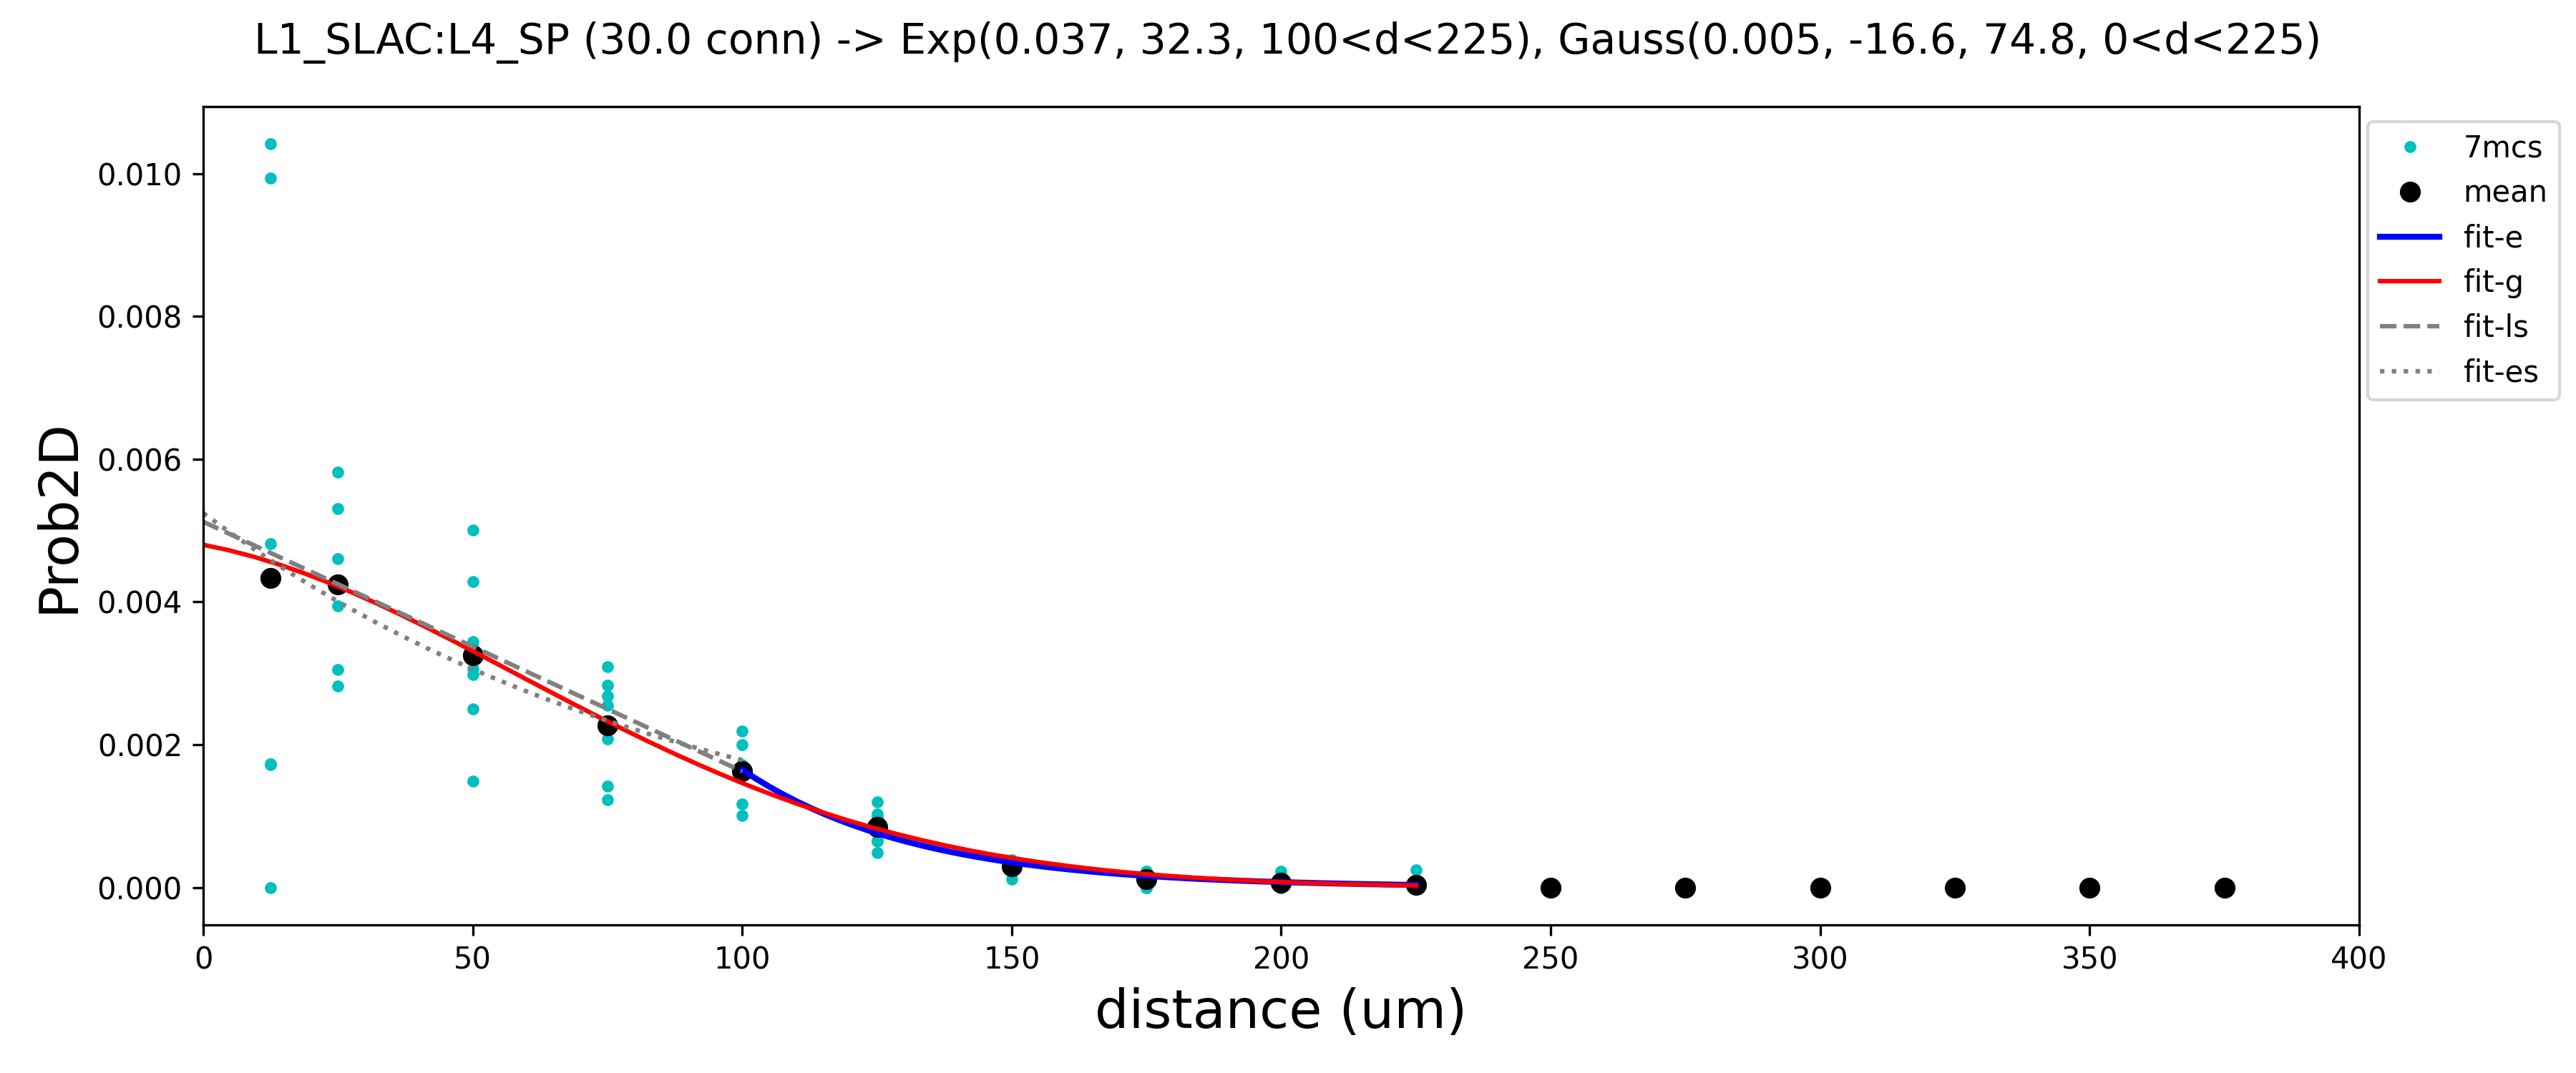 L1_SLAC:L4_SP (30.0 conn) -> Exp(0.037, 32.3, 100<d<225), Gauss(0.005, -16.6, 74.8, 0<d<225)
Prob2D
0.010
0.008
0.006
0.004
0.002
0.000
0 50 100 150 200 250 300 350 400
distance (um)
7mcs
mean
fit-e
fit-g
fit-ls
fit-es